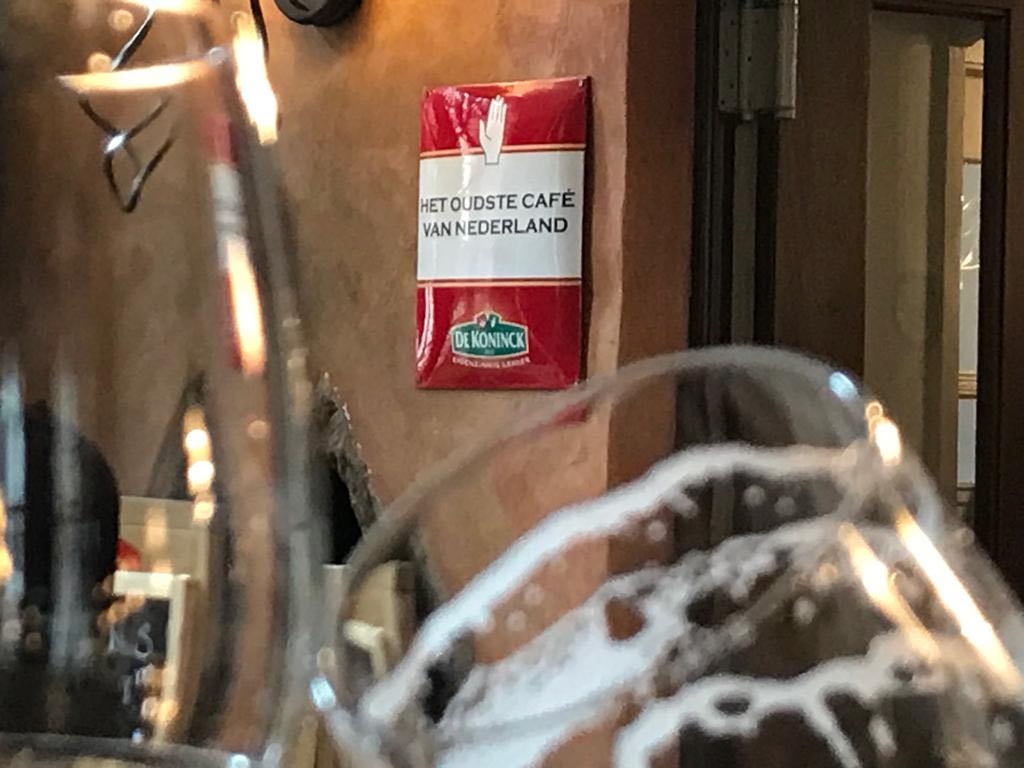 HET OUDSTE CAFÉ
VAN NEDERLAND
DE KONINCK